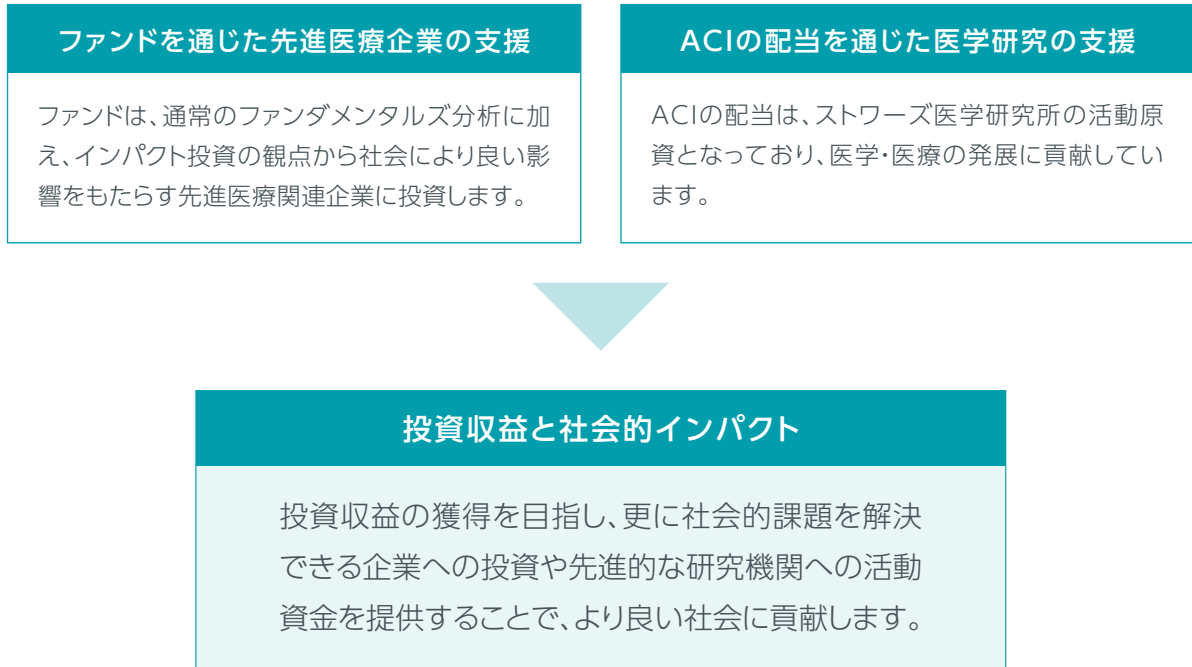 ファンドを通じた先進医療企業の支援
ファンドは、通常のファンダメンタルズ分析に加
え、インパクト投資の観点から社会により良い影
響をもたらす先進医療関連企業に投資します。
ACIの配当を通じた医学研究の支援
ACIの配当は、ストワーズ医学研究所の活動原
資となっており、医学・医療の発展に貢献してい
ます。
投資収益と社会的インパクト
投資収益の獲得を目指し、更に社会的課題を解決
できる企業への投資や先進的な研究機関への活動
資金を提供することで、より良い社会に貢献します。